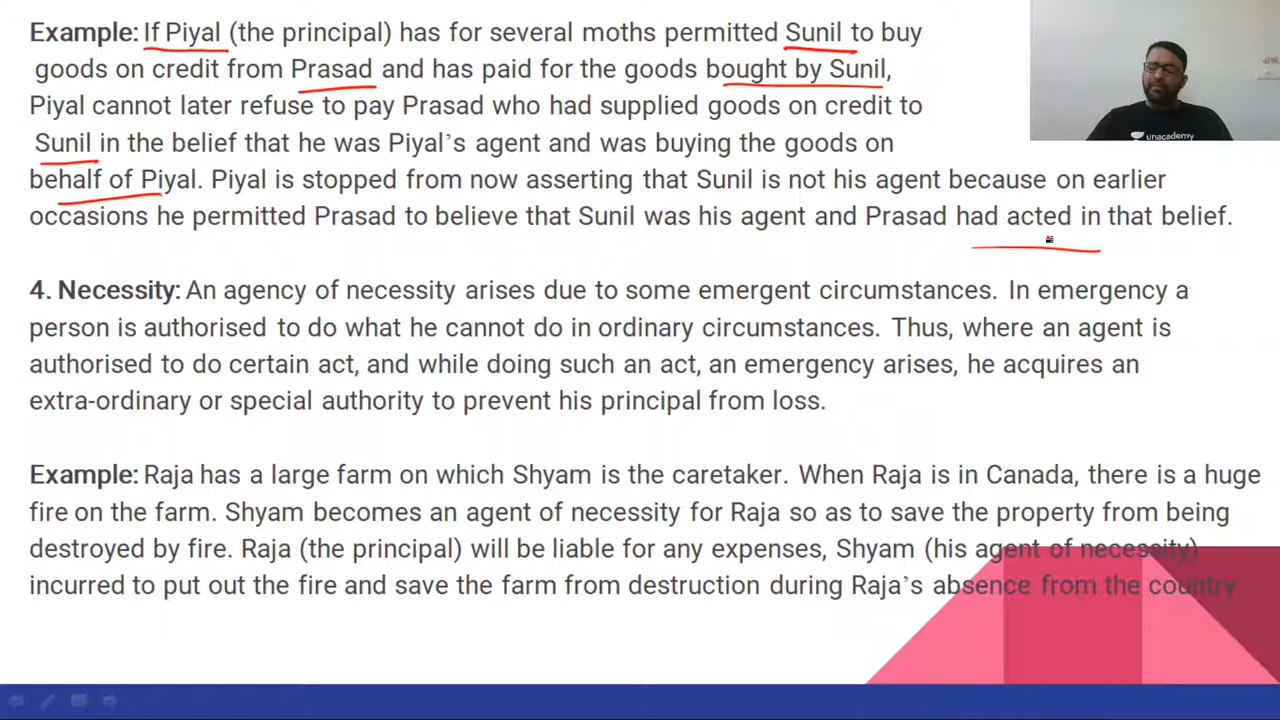 Example: If Piyal (the principal) has for several moths permitted Sunil to buy
goods on credit from Prasad and has paid for the goods bought by Sunil,
Piyal cannot later refuse to pay Prasad who had supplied goods on credit to
Sunil in the belief that he was Piyal's agent and was buying the goods on
behalf of Piyal. Piyal is stopped from now asserting that Sunil is not his agent because on earlier
occasions he permitted Prasad to believe that Sunil was his agent and Prasad had acted in that belief.
4. Necessity: An agency of necessity arises due to some emergent circumstances. In emergency a
person is authorised to do what he cannot do in ordinary circumstances. Thus, where an agent is
authorised to do certain act, and while doing such an act, an emergency arises, he acquires an
extra-ordinary or special authority to prevent his principal from loss.
Example: Raja has a large farm on which Shyam is the caretaker. When Raja is in Canada, there is a huge
fire on the farm. Shyam becomes an agent of necessity for Raja so as to save the property from being
destroyed by fire. Raja (the principal) will be liable for any expenses, Shyam (his agent of necessity)
incurred to put out the fire and save the farm from destruction during Raja's absence from the country
unacademy